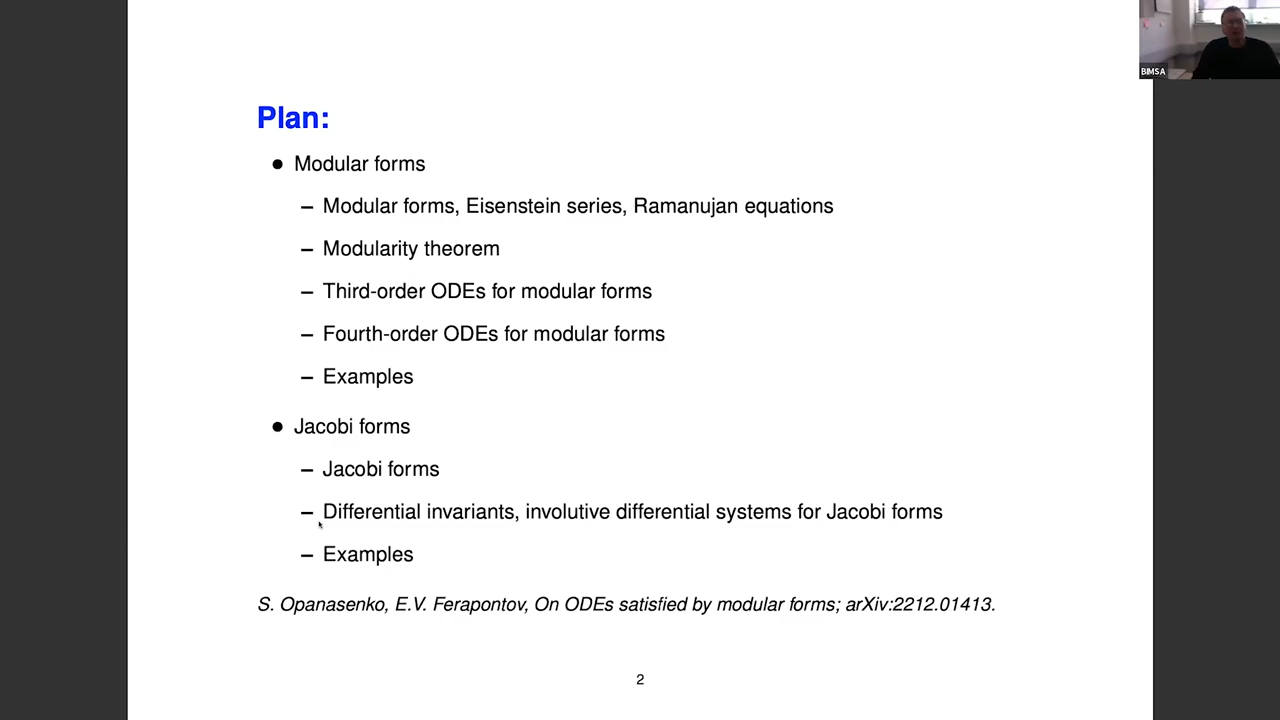 BIMSA
Plan:
● Modular forms
– Modular forms, Eisenstein series, Ramanujan equations
– Modularity theorem
– Third-order ODEs for modular forms
– Fourth-order ODEs for modular forms
– Examples
● Jacobi forms
– Jacobi forms
– Differential invariants, involutive differential systems for Jacobi forms
– Examples
S. Opanasenko, E.V. Ferapontov, On ODEs satisfied by modular forms; arXiv:2212.01413.
2